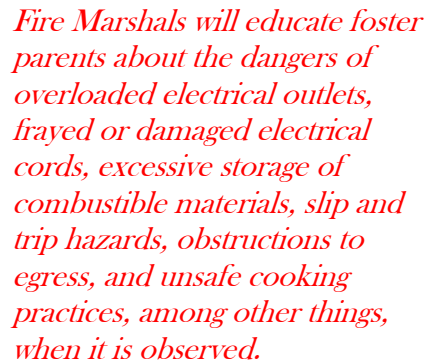 Fire Marshals will educate foster
parents about the dangers of
overloaded electrical outlets,
frayed or damaged electrical
cords, excessive storage of
combustible materials, slip and
trip hazards, obstructions to
egress, and unsafe cooking
practices, among other things,
when it is observed.